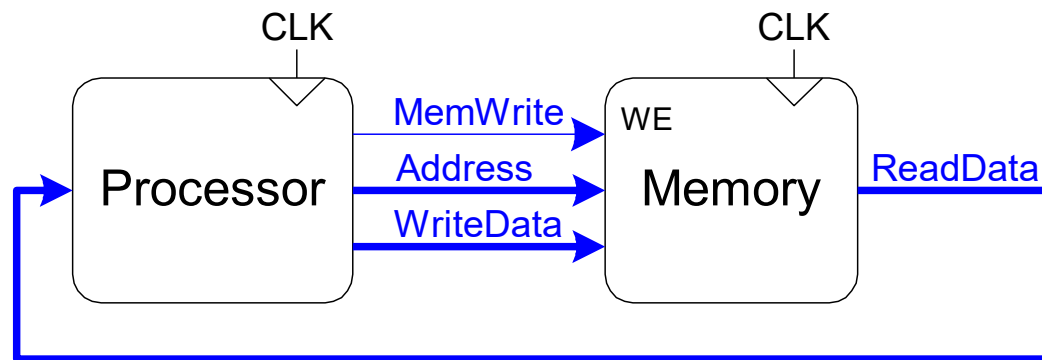 CLK
CLK
MemWrite
WE
Processor
Address
Memory
ReadData
WriteData